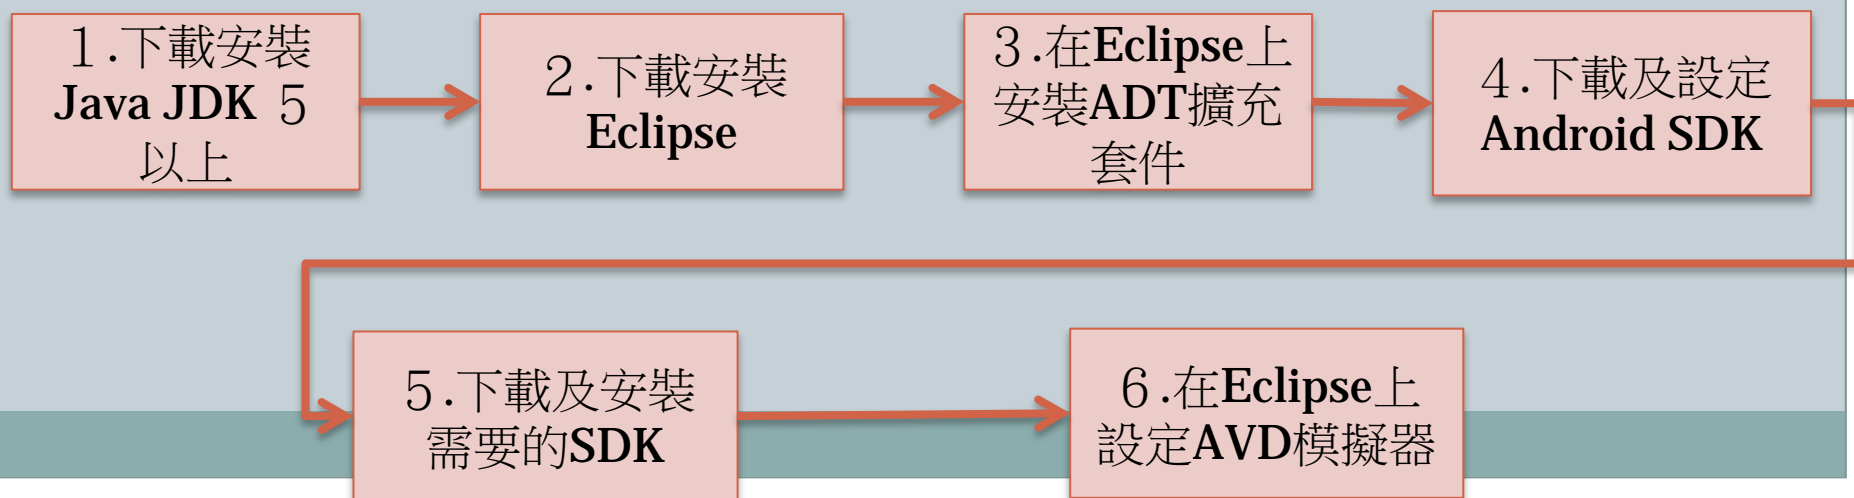 １.下載安裝
Java JDK ５
以上
２.下載安裝
Eclipse
３.在Eclipse上
安裝ADT擴充
套件
４.下載及設定
Android SDK
５.下載及安裝
需要的SDK
６.在Eclipse上
設定AVD模擬器